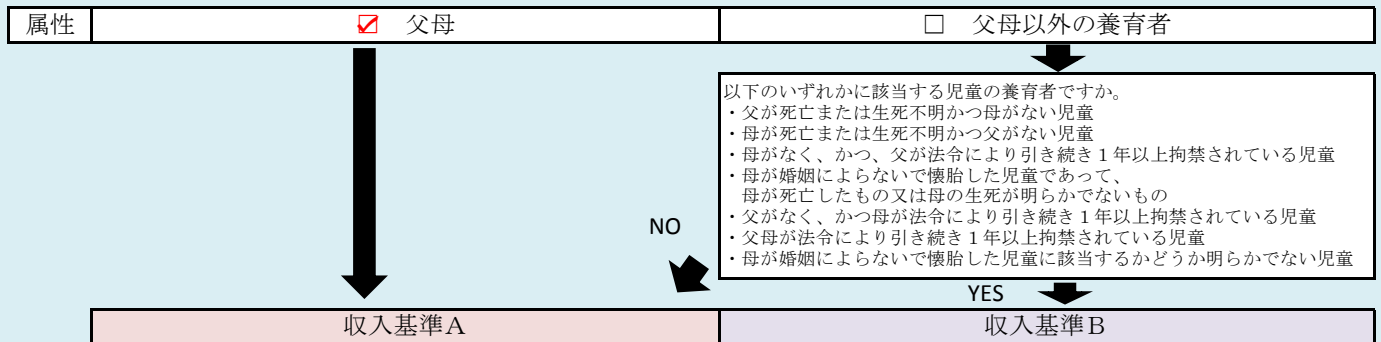 属性
☑ 父母
□ 父母以外の養育者
以下のいずれかに該当する児童の養育者ですか。
・父が死亡または生死不明かつ母がない児童
・母が死亡または生死不明かつ父がない児童
・母がなく、かつ、父が法令により引き続き１年以上拘禁されている児童
・母が婚姻によらないで懐胎した児童であって、
母が死亡したもの又は母の生死が明らかでないもの
・父がなく、かつ母が法令により引き続き１年以上拘禁されている児童
・父母が法令により引き続き１年以上拘禁されている児童
・母が婚姻によらないで懐胎した児童に該当するかどうか明らかでない児童
NO
YES
収入基準Ａ
収入基準Ｂ